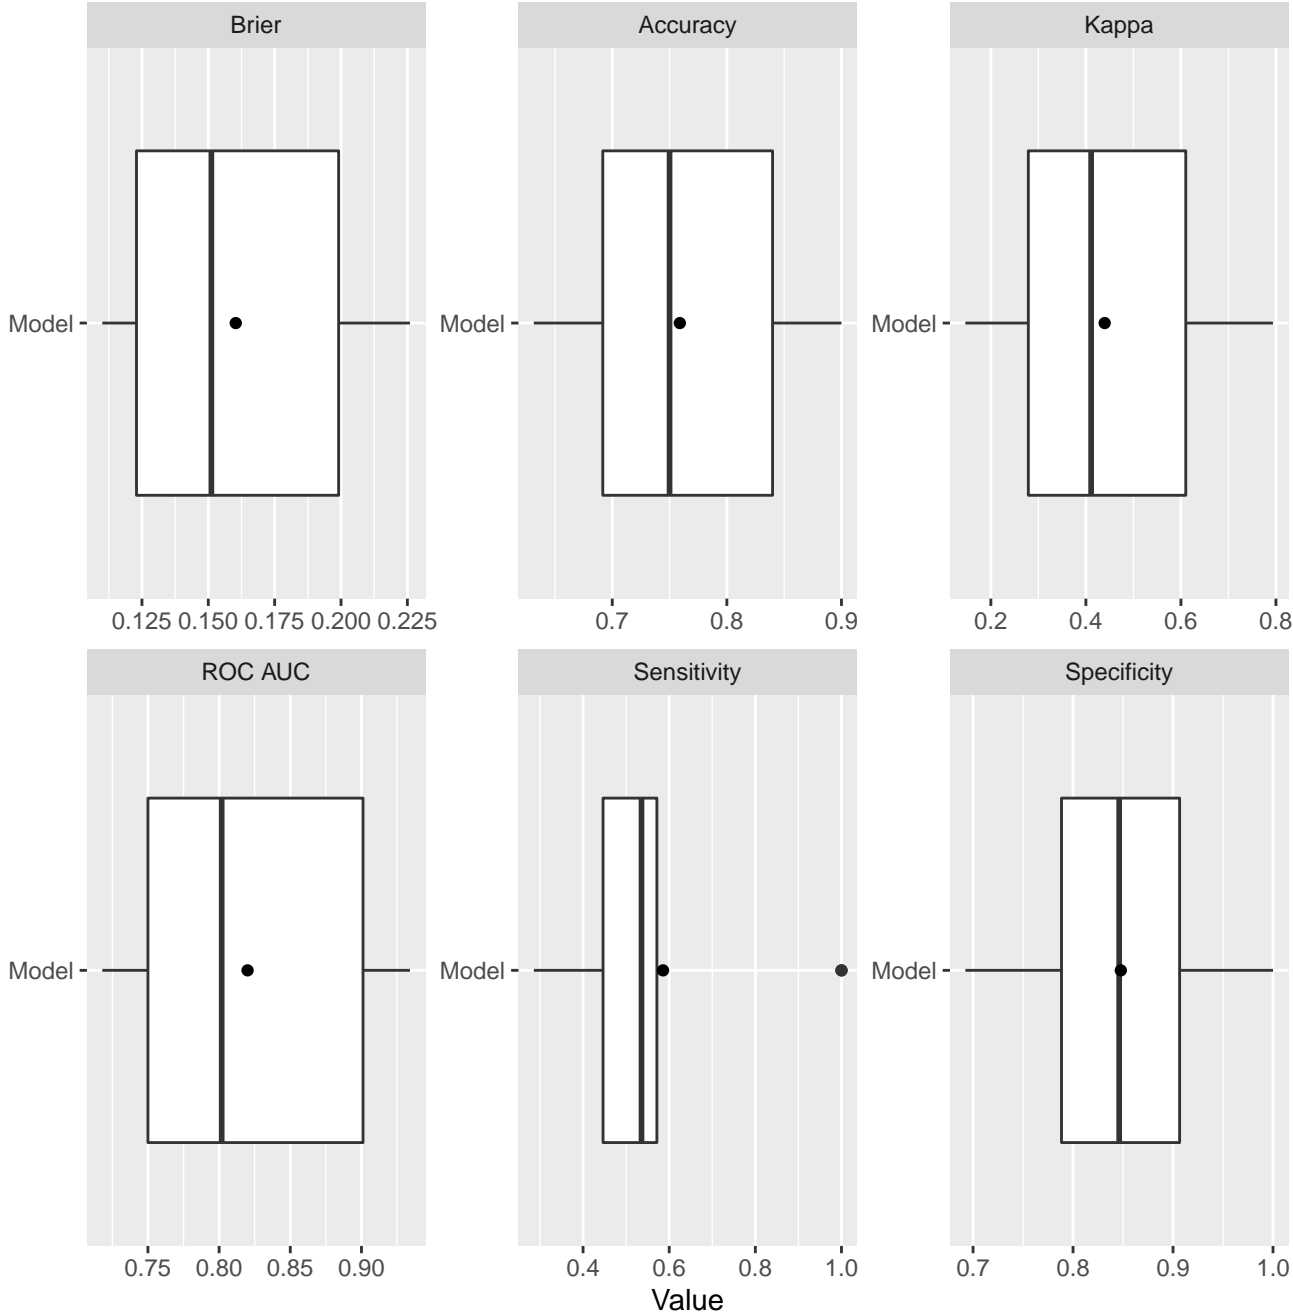 Brier Accuracy Kappa
Model Model Model
0.125 0.150 0.175 0.200 0.225 0.7 0.8 0.9 0.2 0.4 0.6 0.8
ROC AUC Sensitivity Specificity
Model Model Model
0.75 0.80 0.85 0.90 0.4 0.6 0.8 1.0 0.7 0.8 0.9 1.0
Value